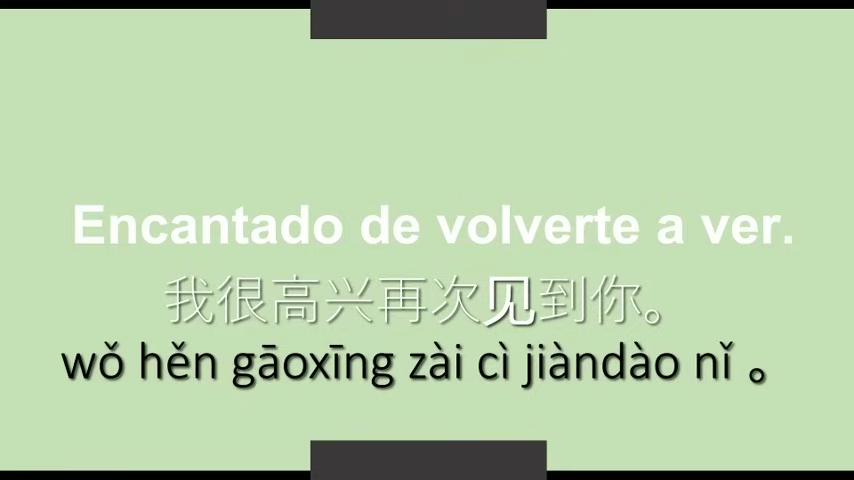 Encantado de volverte a ver.
我很高兴再次见到你。
wǒ hěn gāoxīng zài cì jiàndào nǐ 。